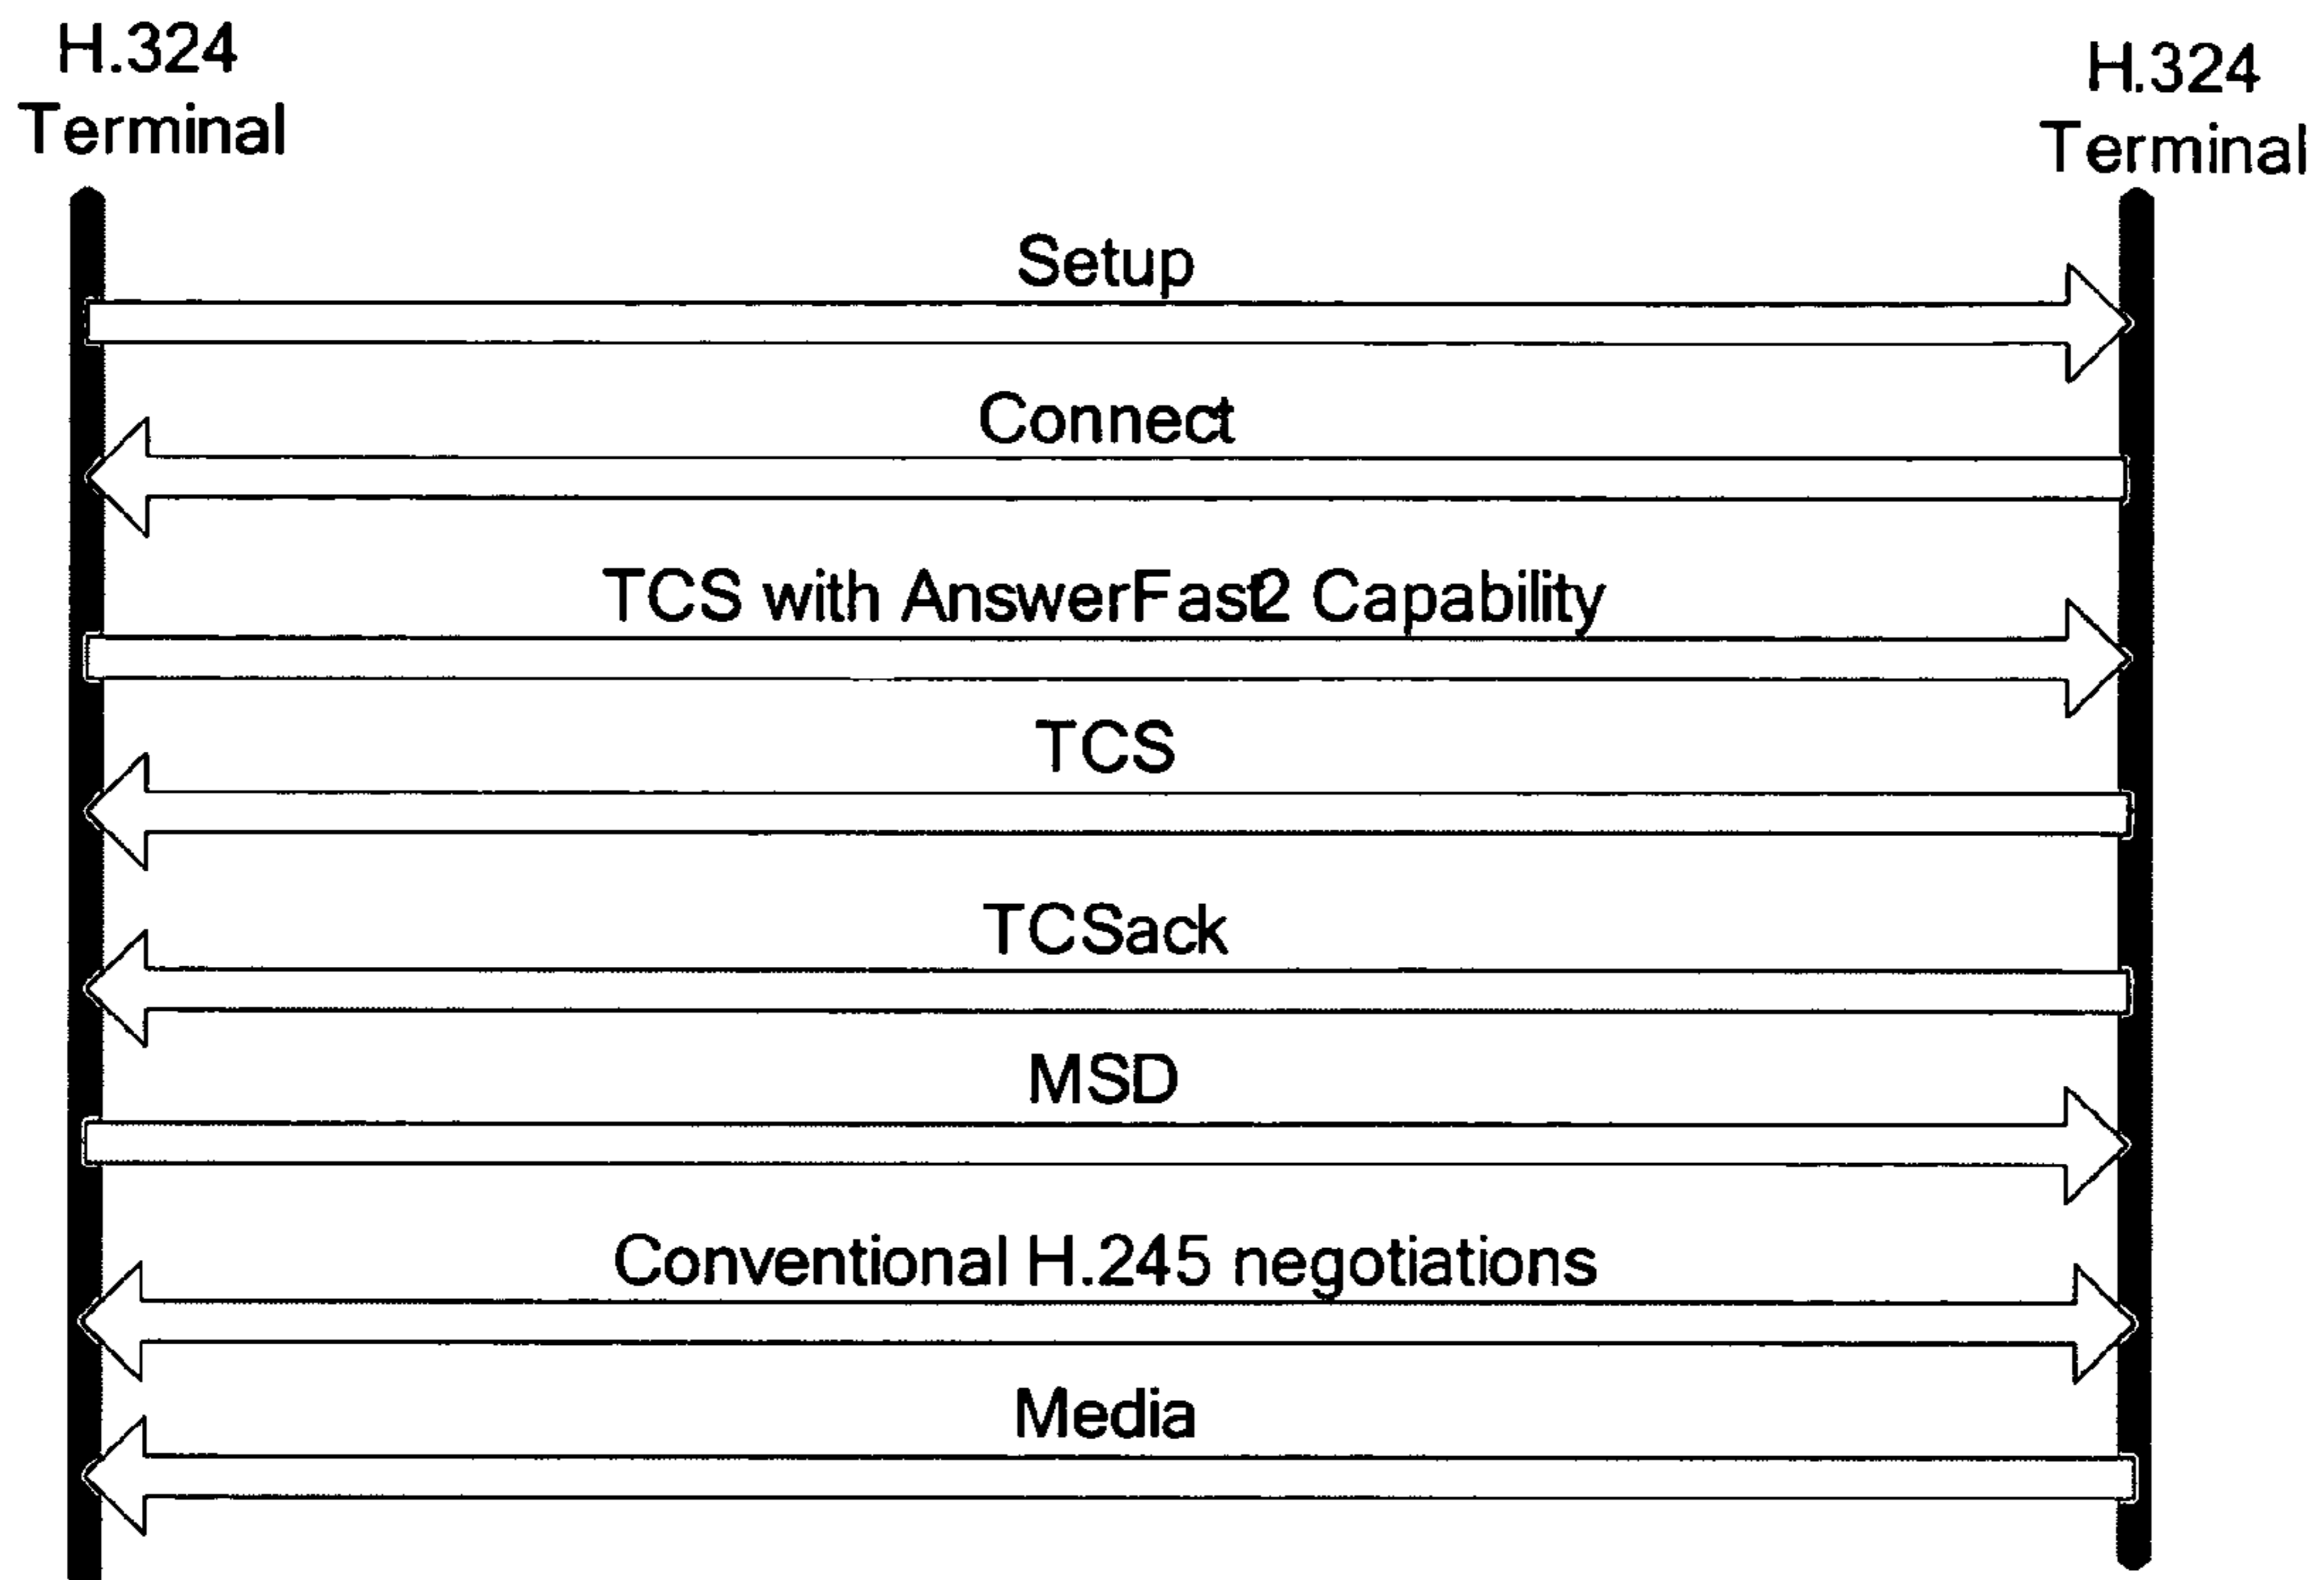 H.324
Terminal
H.324
Terminal
Setup
Connect
TCS with AnswerFast2 Capability
TCS
TCSack
MSD
Conventional H.245 negotiations
Media